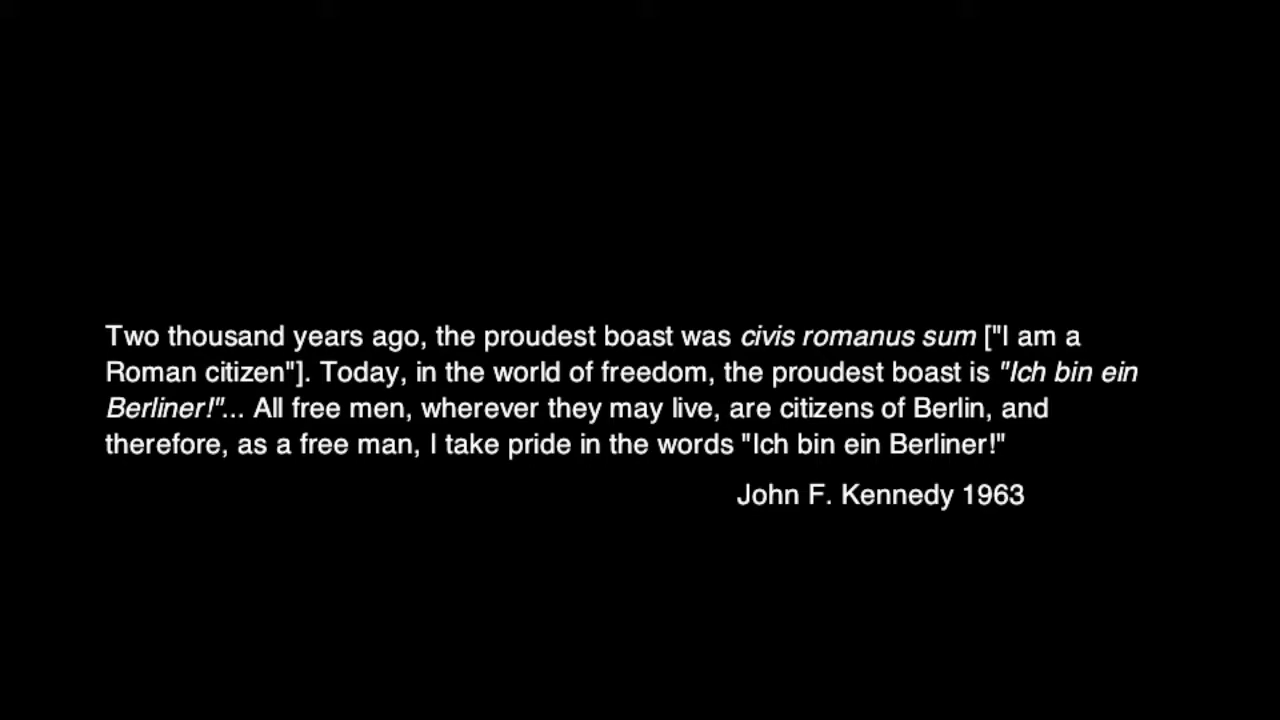 Two thousand years ago, the proudest boast was civis romanus sum ["I am a
Roman citizen"]. Today, in the world of freedom, the proudest boast is "Ich bin ein
Berliner!"... All free men, wherever they may live, are citizens of Berlin, and
therefore, as a free man, I take pride in the words "Ich bin ein Berliner!"
John F. Kennedy 1963